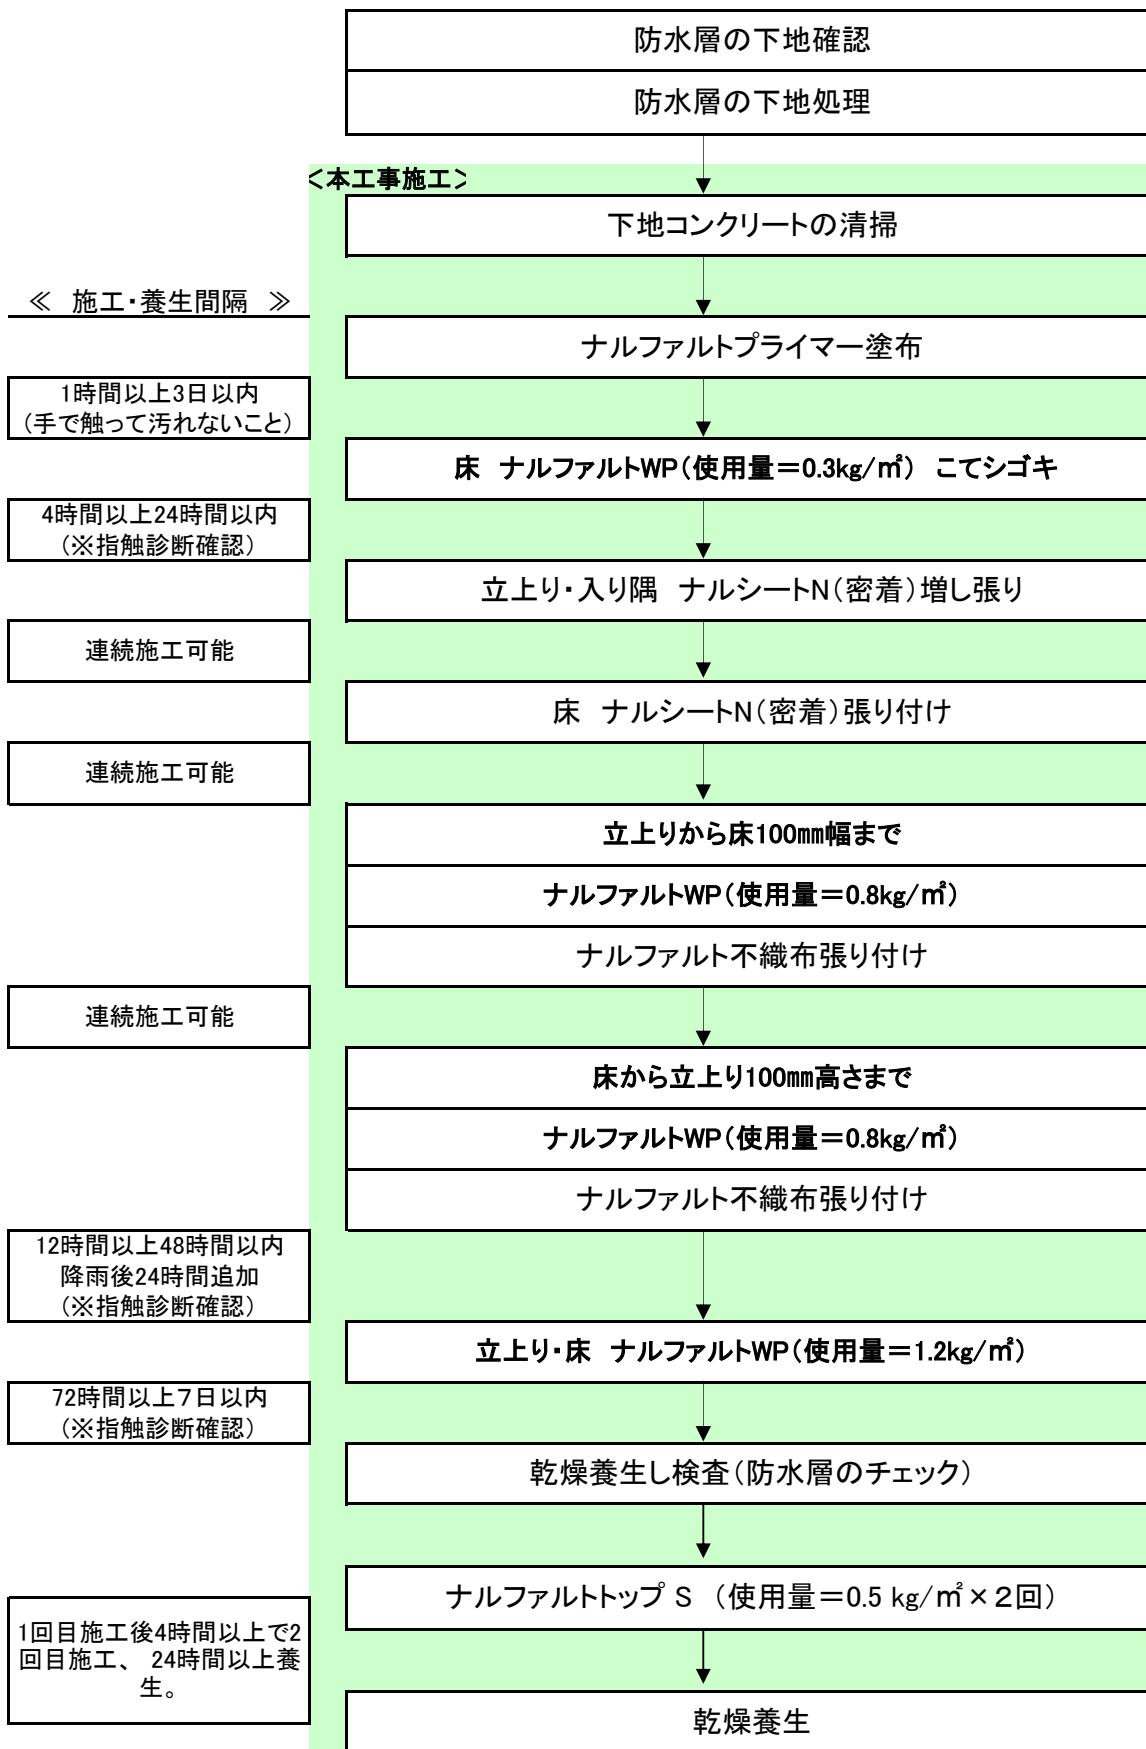 防水層の下地確認
防水層の下地処理
＜本工事施工＞
下地コンクリートの清掃
≪　施工・養生間隔　≫
ナルファルトプライマー塗布
1時間以上3日以内
（手で触って汚れないこと）
床　ナルファルトWP（使用量＝0.3kg/㎡）　こてシゴキ
4時間以上24時間以内
（※指触診断確認）
立上り・入り隅　ナルシートN（密着）増し張り
連続施工可能
床　ナルシートN（密着）張り付け
連続施工可能
立上りから床100㎜幅まで
ナルファルトWP（使用量＝0.8kg/㎡）
ナルファルト不織布張り付け
連続施工可能
床から立上り100㎜高さまで
ナルファルトWP（使用量＝0.8kg/㎡）
ナルファルト不織布張り付け
12時間以上48時間以内
降雨後24時間追加
（※指触診断確認）
立上り・床　ナルファルトWP（使用量＝1.2kg/㎡）
72時間以上７日以内
（※指触診断確認）
乾燥養生し検査（防水層のチェック）
ナルファルトトップ S　（使用量＝0.5 kg/㎡×２回）
1回目施工後4時間以上で2
回目施工、 24時間以上養
生。
乾燥養生